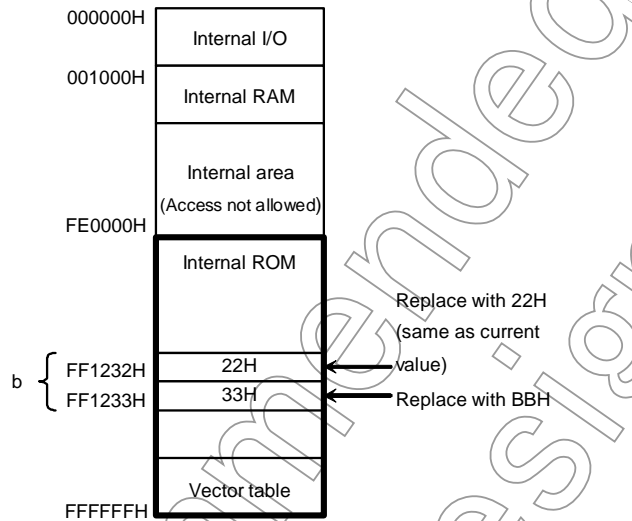 000000H
Internal I/O
001000H
Internal RAM
Internal area
(Access not allowed)
FE0000H
Internal ROM
Replace with 22H
(same as current
value)
b
FF1232H
22H
FF1233H
33H
Replace with BBH
Vector table
FFFFFFH